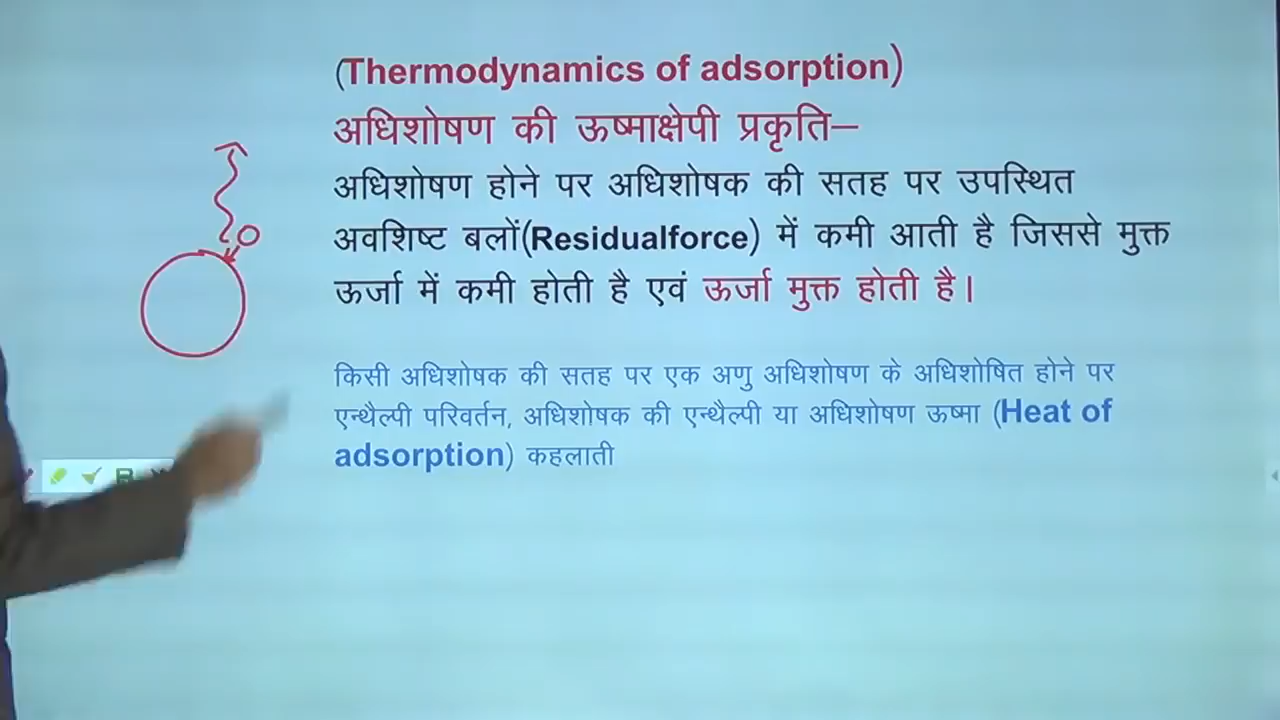 (Thermodynamics of adsorption)
अधिशोषण की ऊष्माक्षेपी प्रकृति–
अधिशोषण होने पर अधिशोषक की सतह पर उपस्थित
अवशिष्ट बलों(Residualforce) में कमी आती है जिससे मुक्त
ऊर्जा में कमी होती है एवं ऊर्जा मुक्त होती है।
किसी अधिशोषक की सतह पर एक अणु अधिशोषण के अधिशोषित होने पर
एन्थैल्पी परिवर्तन, अधिशोषक की एन्थैल्पी या अधिशोषण ऊष्मा (Heat of
adsorption) कहलाती